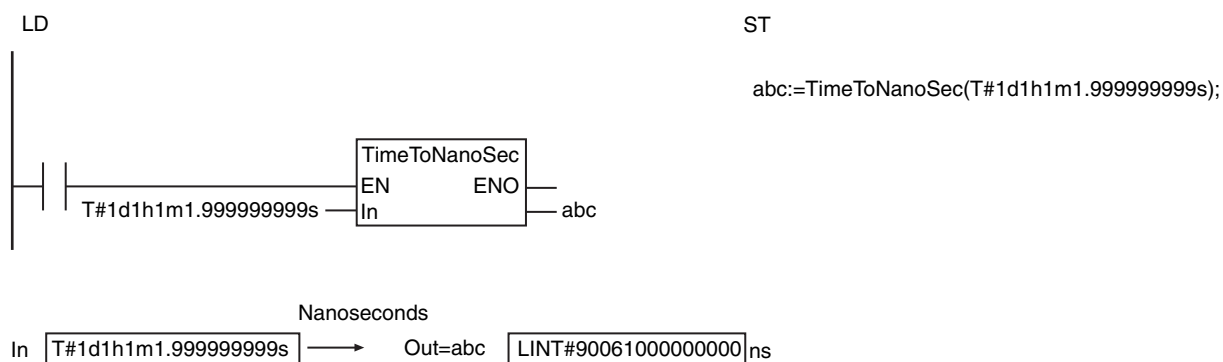 LD
ST
abc:=TimeToNanoSec(T#1d1h1m1.999999999s);
TimeToNanoSec
EN ENO
T#1d1h1m1.999999999s In abc
Nanoseconds
In T#1d1h1m1.999999999s Out=abc LINT#90061000000000 ns